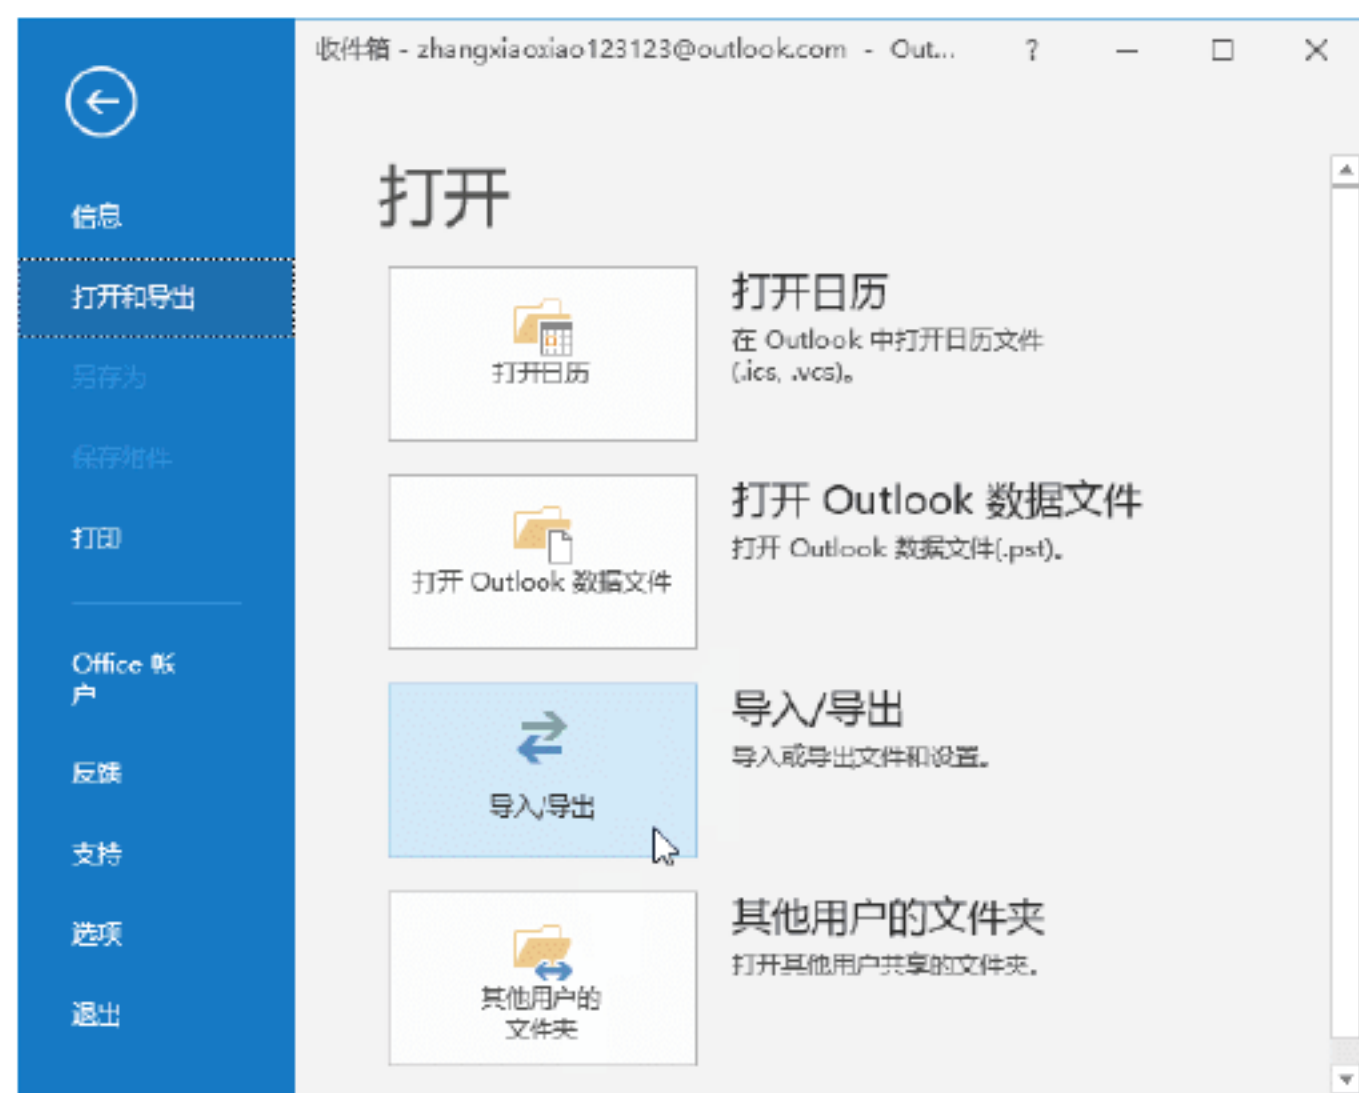 收件箱 - zhangxiaoxiao123123@outlook.com - Out...
信息
打开和导出
另存为
保存附件
打印
Office 帐
户
反馈
支持
选项
退出
打开
打开日历
打开日历
在 Outlook 中打开日历文件
(.ics, .vcs)。
打开 Outlook 数据文件
打开 Outlook 数据文件
打开 Outlook 数据文件(.pst)。
导入/导出
导入/导出
导入或导出文件和设置。
其他用户的
文件夹
其他用户的文件夹
打开其他用户共享的文件夹。